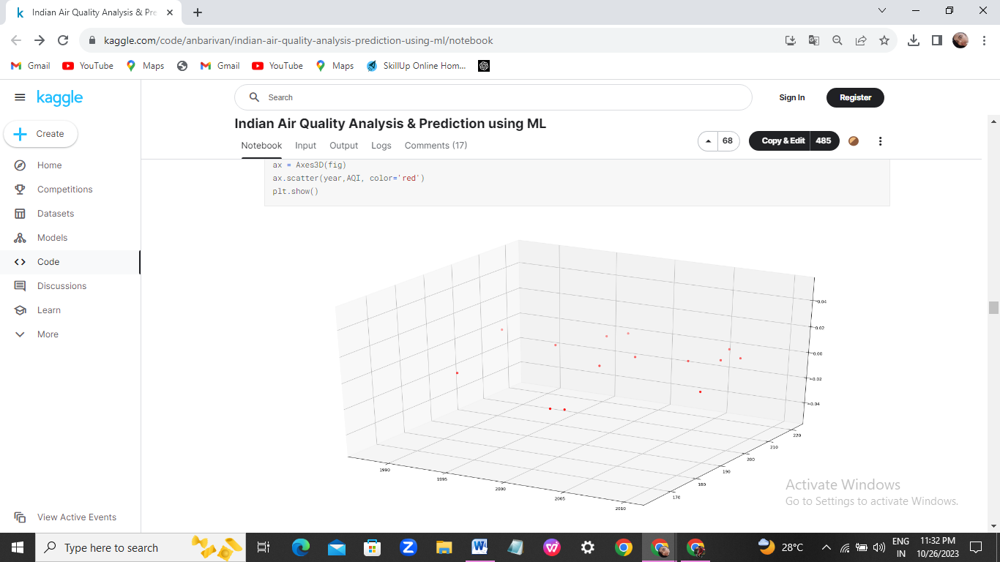 Indian Air Quality Analysis & Pre
kaggle.com/code/anbarivan/indian-air-quality-analysis-prediction-using-ml/notebook
Gmail
YouTube
Maps
Gmail
YouTube
Maps
SkillUp Online Hom...
kaggle
Search
Sign In
Register
Create
Home
Competitions
Datasets
Models
Code
Discussions
Learn
More
View Active Events
Indian Air Quality Analysis & Prediction using ML
Notebook Input Output Logs Comments (17)
68
Copy & Edit 485
ax = Axes3D(fig)
ax.scatter(year,AQI, color='red')
plt.show()
0.04
0.02
0.00
−0.02
−0.04
220
210
200
190
180
170
1990
1995
2000
2005
2010
Activate Windows
Go to Settings to activate Windows.
Type here to search
28°C
ENG
IN
11:32 PM
10/26/2023